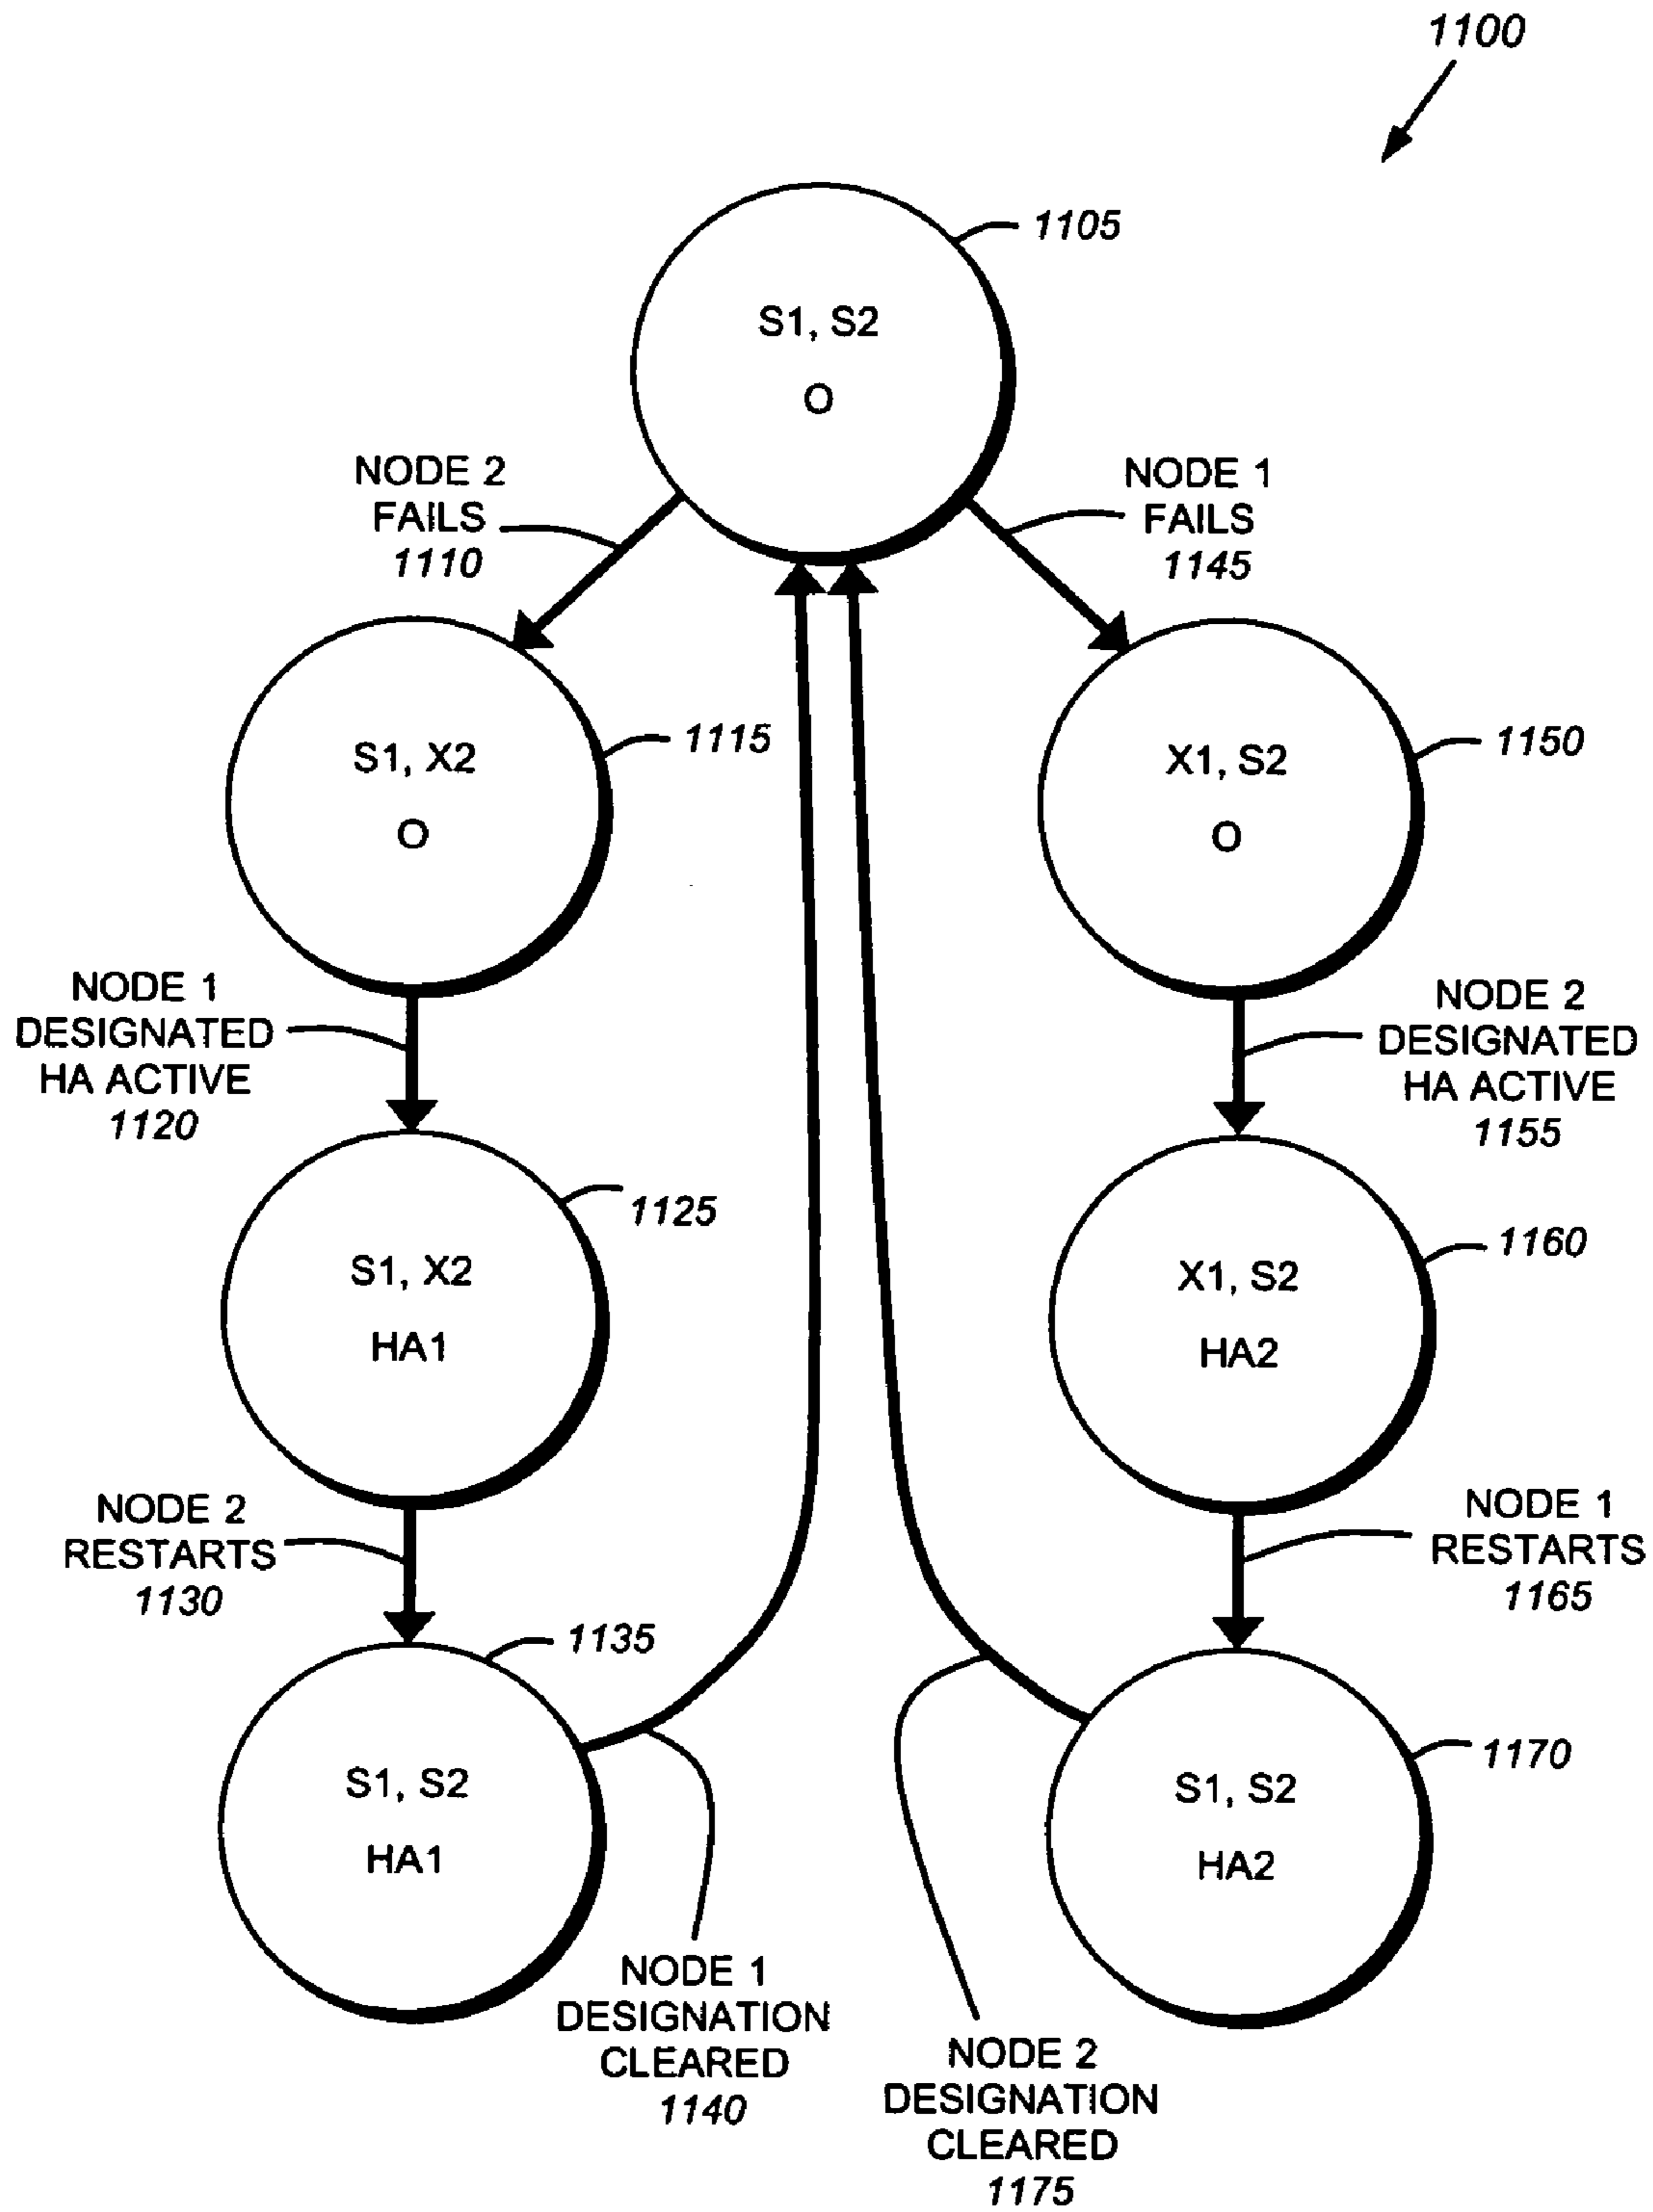 1100
1105
S1, S2
O
NODE 2
FAILS
1110
NODE 1
FAILS
1145
1115
S1, X2
O
1150
X1, S2
O
NODE 1
DESIGNATED
HA ACTIVE
1120
NODE 2
DESIGNATED
HA ACTIVE
1155
1125
S1, X2
HA1
1160
X1, S2
HA2
NODE 2
RESTARTS
1130
NODE 1
RESTARTS
1165
1135
S1, S2
HA1
1170
S1, S2
HA2
NODE 1
DESIGNATION
CLEARED
1140
NODE 2
DESIGNATION
CLEARED
1175